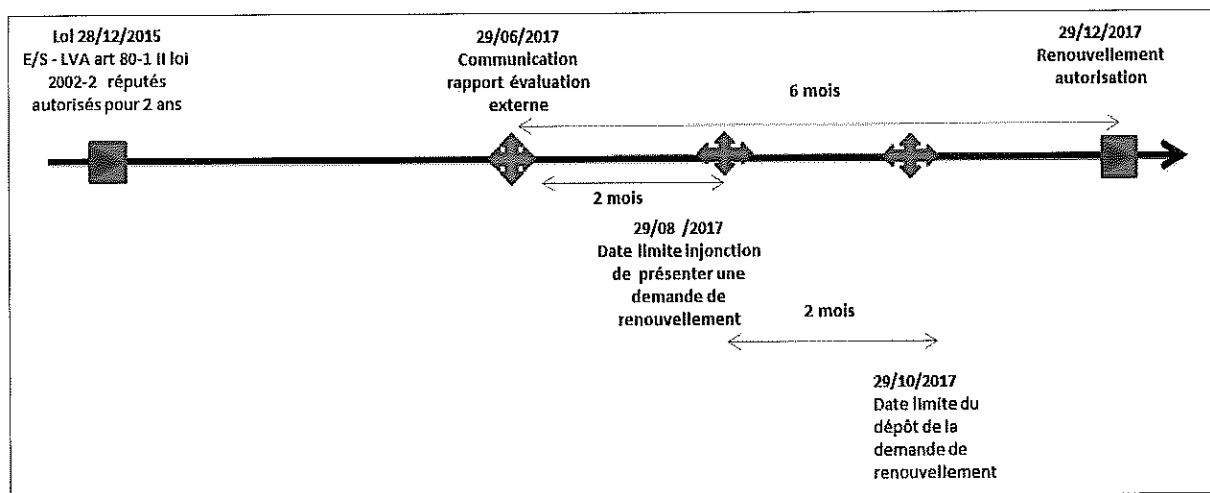 Loi 28/12/2015
E/S - LVA art 80-1 II loi
2002-2 réputés
autorisés pour 2 ans
29/06/2017
Communication
rapport évaluation
externe
29/12/2017
Renouvellement
autorisation
6 mois
2 mois
29/08 /2017
Date limite injonction
de présenter une
demande de
renouvellement
2 mois
29/10/2017
Date limite du
dépôt de la
demande de
renouvellement